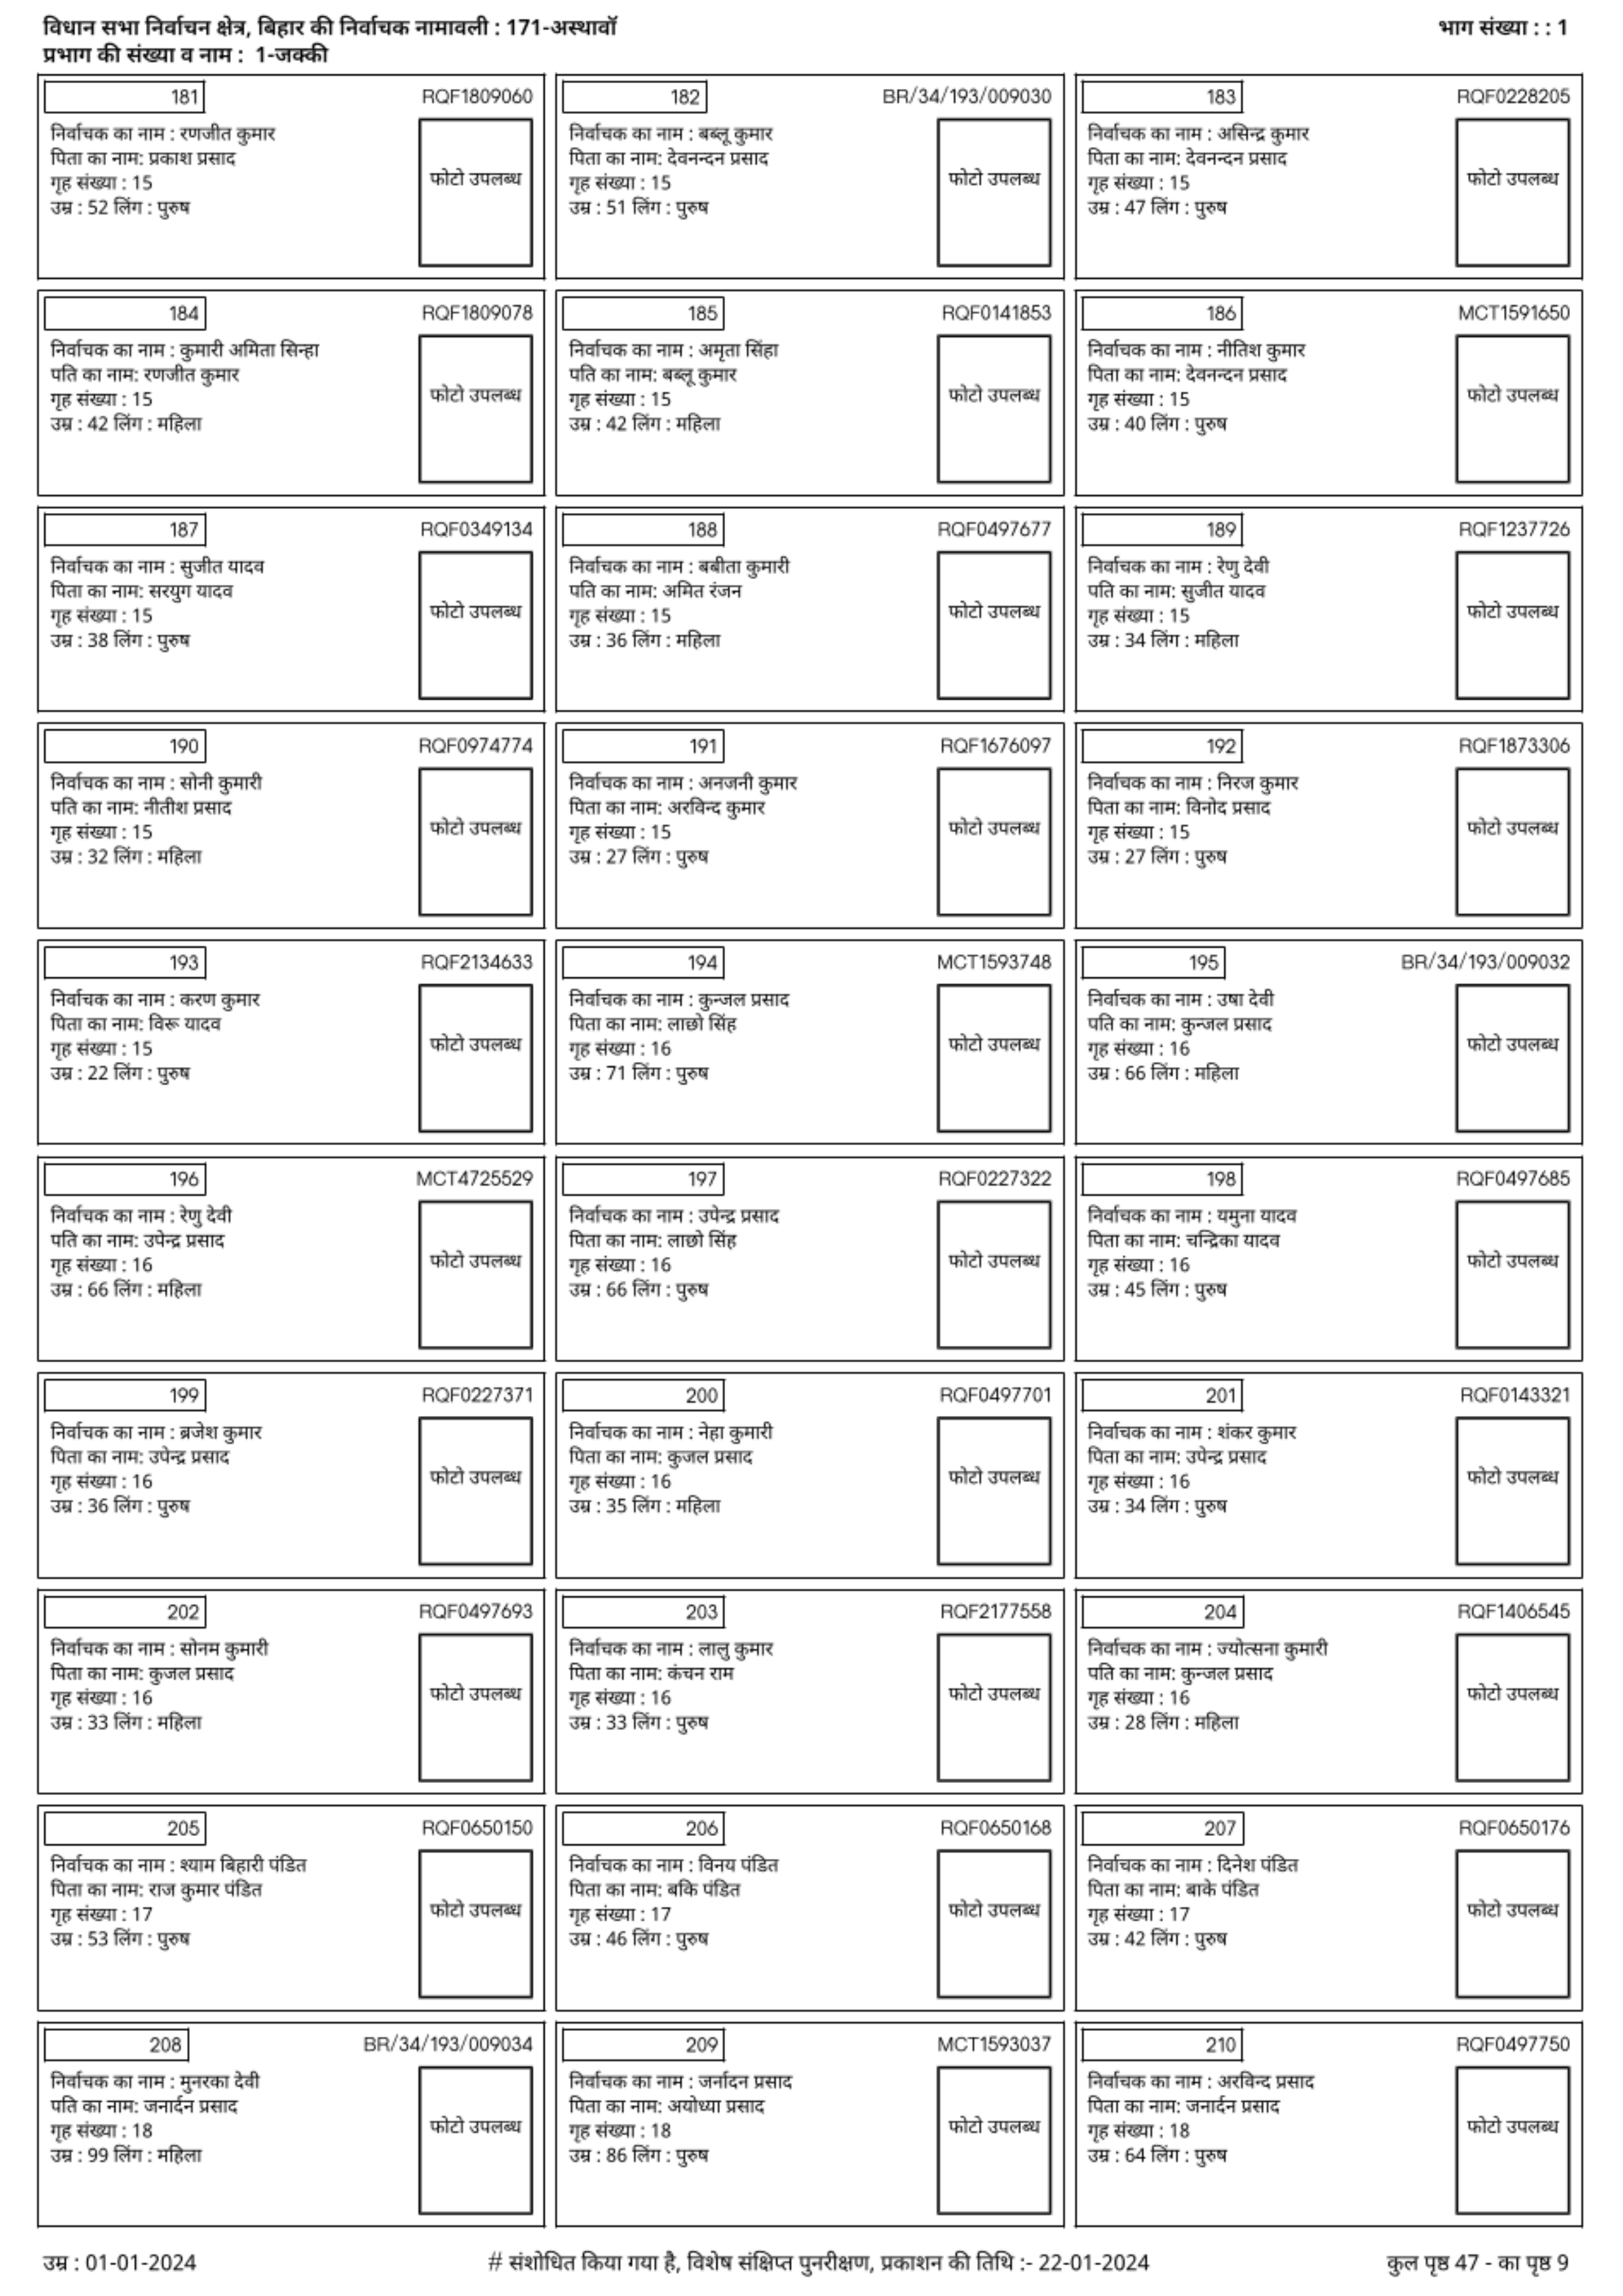 विधान सभा निर्वाचन क्षेत्र, बिहार की निर्वाचक नामावली : 171-अस्थावॉ
भाग संख्या : : 1
प्रभाग की संख्या व नाम : 1-जक्की
181 RQF1809060
निर्वाचक का नाम : रणजीत कुमार
पिता का नाम: प्रकाश प्रसाद
गृह संख्या : 15
उम्र : 52 लिंग : पुरुष
फोटो उपलब्ध
182 BR/34/193/009030
निर्वाचक का नाम : बब्लू कुमार
पिता का नाम: देवनन्दन प्रसाद
गृह संख्या : 15
उम्र : 51 लिंग : पुरुष
फोटो उपलब्ध
183 RQF0228205
निर्वाचक का नाम : असिन्द्र कुमार
पिता का नाम: देवनन्दन प्रसाद
गृह संख्या : 15
उम्र : 47 लिंग : पुरुष
फोटो उपलब्ध
184 RQF1809078
निर्वाचक का नाम : कुमारी अमिता सिन्हा
पति का नाम: रणजीत कुमार
गृह संख्या : 15
उम्र : 42 लिंग : महिला
फोटो उपलब्ध
185 RQF0141853
निर्वाचक का नाम : अमृता सिंहा
पति का नाम: बब्लू कुमार
गृह संख्या : 15
उम्र : 42 लिंग : महिला
फोटो उपलब्ध
186 MCT1591650
निर्वाचक का नाम : नीतिश कुमार
पिता का नाम: देवनन्दन प्रसाद
गृह संख्या : 15
उम्र : 40 लिंग : पुरुष
फोटो उपलब्ध
187 RQF0349134
निर्वाचक का नाम : सुजीत यादव
पिता का नाम: सरयुग यादव
गृह संख्या : 15
उम्र : 38 लिंग : पुरुष
फोटो उपलब्ध
188 RQF0497677
निर्वाचक का नाम : बबीता कुमारी
पति का नाम: अमित रंजन
गृह संख्या : 15
उम्र : 36 लिंग : महिला
फोटो उपलब्ध
189 RQF1237726
निर्वाचक का नाम : रेणु देवी
पति का नाम: सुजीत यादव
गृह संख्या : 15
उम्र : 34 लिंग : महिला
फोटो उपलब्ध
190 RQF0974774
निर्वाचक का नाम : सोनी कुमारी
पति का नाम: नीतीश प्रसाद
गृह संख्या : 15
उम्र : 32 लिंग : महिला
फोटो उपलब्ध
191 RQF1676097
निर्वाचक का नाम : अनजनी कुमार
पिता का नाम: अरविन्द कुमार
गृह संख्या : 15
उम्र : 27 लिंग : पुरुष
फोटो उपलब्ध
192 RQF1873306
निर्वाचक का नाम : निरज कुमार
पिता का नाम: विनोद प्रसाद
गृह संख्या : 15
उम्र : 27 लिंग : पुरुष
फोटो उपलब्ध
193 RQF2134633
निर्वाचक का नाम : करण कुमार
पिता का नाम: विरू यादव
गृह संख्या : 15
उम्र : 22 लिंग : पुरुष
फोटो उपलब्ध
194 MCT1593748
निर्वाचक का नाम : कुन्जल प्रसाद
पिता का नाम: लाछो सिंह
गृह संख्या : 16
उम्र : 71 लिंग : पुरुष
फोटो उपलब्ध
195 BR/34/193/009032
निर्वाचक का नाम : उषा देवी
पति का नाम: कुन्जल प्रसाद
गृह संख्या : 16
उम्र : 66 लिंग : महिला
फोटो उपलब्ध
196 MCT4725529
निर्वाचक का नाम : रेणु देवी
पति का नाम: उपेन्द्र प्रसाद
गृह संख्या : 16
उम्र : 66 लिंग : महिला
फोटो उपलब्ध
197 RQF0227322
निर्वाचक का नाम : उपेन्द्र प्रसाद
पिता का नाम: लाछो सिंह
गृह संख्या : 16
उम्र : 66 लिंग : पुरुष
फोटो उपलब्ध
198 RQF0497685
निर्वाचक का नाम : यमुना यादव
पिता का नाम: चन्द्रिका यादव
गृह संख्या : 16
उम्र : 45 लिंग : पुरुष
फोटो उपलब्ध
199 RQF0227371
निर्वाचक का नाम : ब्रजेश कुमार
पिता का नाम: उपेन्द्र प्रसाद
गृह संख्या : 16
उम्र : 36 लिंग : पुरुष
फोटो उपलब्ध
200 RQF0497701
निर्वाचक का नाम : नेहा कुमारी
पिता का नाम: कुजल प्रसाद
गृह संख्या : 16
उम्र : 35 लिंग : महिला
फोटो उपलब्ध
201 RQF0143321
निर्वाचक का नाम : शंकर कुमार
पिता का नाम: उपेन्द्र प्रसाद
गृह संख्या : 16
उम्र : 34 लिंग : पुरुष
फोटो उपलब्ध
202 RQF0497693
निर्वाचक का नाम : सोनम कुमारी
पिता का नाम: कुजल प्रसाद
गृह संख्या : 16
उम्र : 33 लिंग : महिला
फोटो उपलब्ध
203 RQF2177558
निर्वाचक का नाम : लालु कुमार
पिता का नाम: कंचन राम
गृह संख्या : 16
उम्र : 33 लिंग : पुरुष
फोटो उपलब्ध
204 RQF1406545
निर्वाचक का नाम : ज्योत्सना कुमारी
पति का नाम: कुन्जल प्रसाद
गृह संख्या : 16
उम्र : 28 लिंग : महिला
फोटो उपलब्ध
205 RQF0650150
निर्वाचक का नाम : श्याम बिहारी पंडित
पिता का नाम: राज कुमार पंडित
गृह संख्या : 17
उम्र : 53 लिंग : पुरुष
फोटो उपलब्ध
206 RQF0650168
निर्वाचक का नाम : विनय पंडित
पिता का नाम: बकि पंडित
गृह संख्या : 17
उम्र : 46 लिंग : पुरुष
फोटो उपलब्ध
207 RQF0650176
निर्वाचक का नाम : दिनेश पंडित
पिता का नाम: बाके पंडित
गृह संख्या : 17
उम्र : 42 लिंग : पुरुष
फोटो उपलब्ध
208 BR/34/193/009034
निर्वाचक का नाम : मुनरका देवी
पति का नाम: जनार्दन प्रसाद
गृह संख्या : 18
उम्र : 99 लिंग : महिला
फोटो उपलब्ध
209 MCT1593037
निर्वाचक का नाम : जर्नादन प्रसाद
पिता का नाम: अयोध्या प्रसाद
गृह संख्या : 18
उम्र : 86 लिंग : पुरुष
फोटो उपलब्ध
210 RQF0497750
निर्वाचक का नाम : अरविन्द प्रसाद
पिता का नाम: जनार्दन प्रसाद
गृह संख्या : 18
उम्र : 64 लिंग : पुरुष
फोटो उपलब्ध
उम्र : 01-01-2024 # संशोधित किया गया है, विशेष संक्षिप्त पुनरीक्षण, प्रकाशन की तिथि :- 22-01-2024 कुल पृष्ठ 47 - का पृष्ठ 9